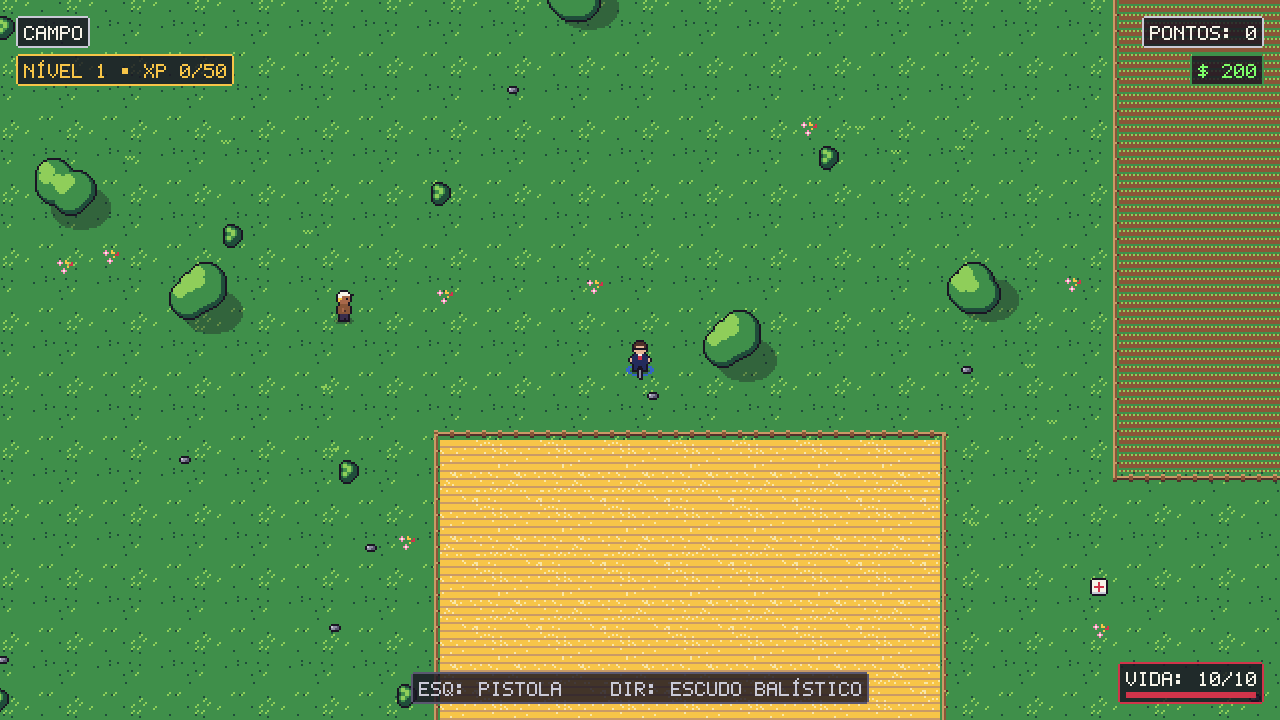 CAMPO
PONTOS: 0
NÍVEL 1 ▪ XP 0/50
$ 200
VIDA: 10/10
ESQ: PISTOLA DIR: ESCUDO BALÍSTICO